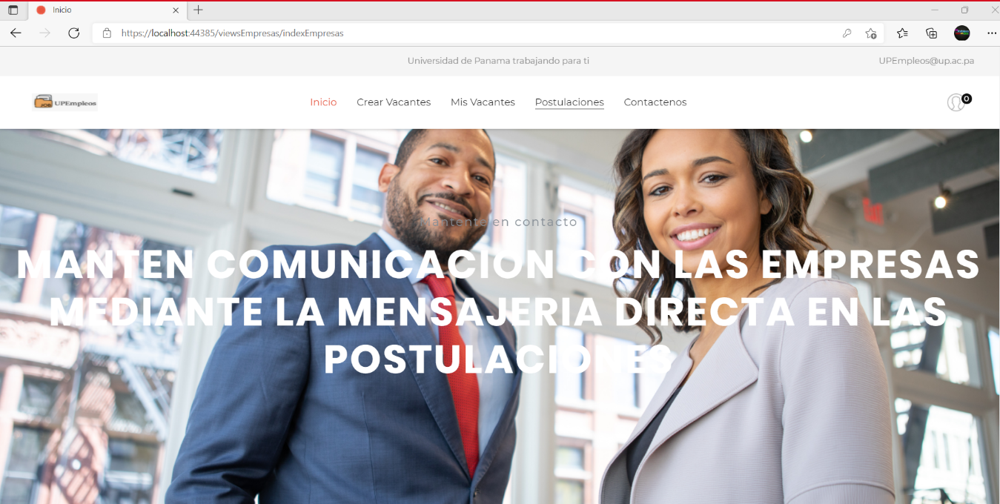 Inicio
https://localhost:44385/viewsEmpresas/indexEmpresas
Universidad de Panama trabajando para ti
UPEmpleos@up.ac.pa
JOB
UPEmpleos
Inicio
Crear Vacantes
Mis Vacantes
Postulaciones
Contactenos
0
Mantente en contacto
MANTEN COMUNICACION CON LAS EMPRESAS
MEDIANTE LA MENSAJERIA DIRECTA EN LAS
POSTULACIONES